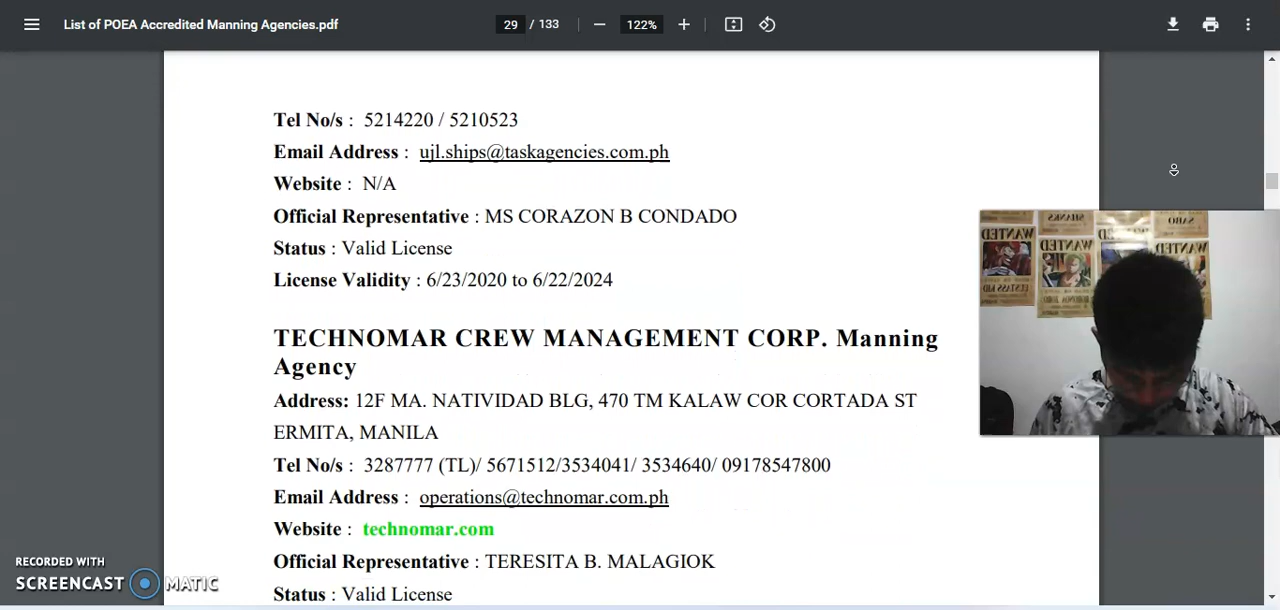 List of POEA Accredited Manning Agencies.pdf
29 / 133
122%
Tel No/s : 5214220 / 5210523
Email Address : ujl.ships@taskagencies.com.ph
Website : N/A
Official Representative : MS CORAZON B CONDADO
Status : Valid License
License Validity : 6/23/2020 to 6/22/2024
TECHNOMAR CREW MANAGEMENT CORP. Manning
Agency
Address: 12F MA. NATIVIDAD BLG, 470 TM KALAW COR CORTADA ST
ERMITA, MANILA
Tel No/s : 3287777 (TL)/ 5671512/3534041/ 3534640/ 09178547800
Email Address : operations@technomar.com.ph
Website : technomar.com
Official Representative : TERESITA B. MALAGIOK
Status : Valid License
SHANKS
SABO
WANTED
WANTED
WANTED
EUSTASS KID
RECORDED WITH
SCREENCAST MATIC